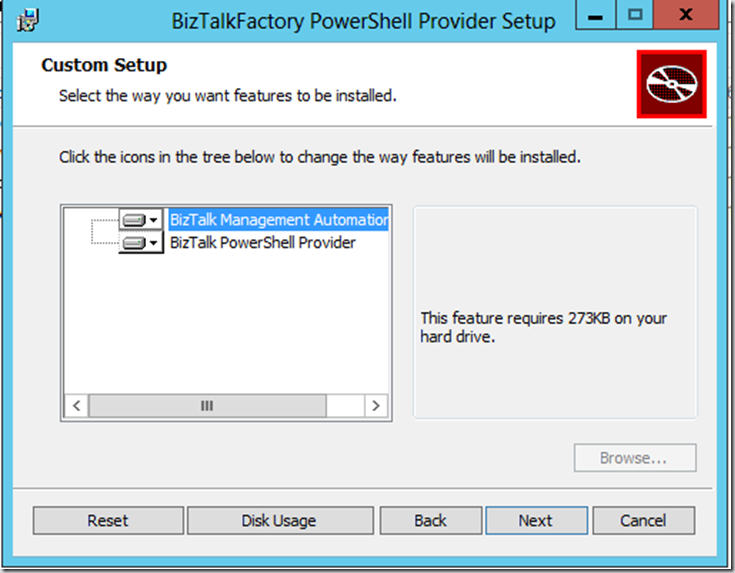 BizTalkFactory PowerShell Provider Setup
Custom Setup
Select the way you want features to be installed.
Click the icons in the tree below to change the way features will be installed.
BizTalk Management Automation
BizTalk PowerShell Provider
This feature requires 273KB on your
hard drive.
Browse...
Reset
Disk Usage
Back
Next
Cancel